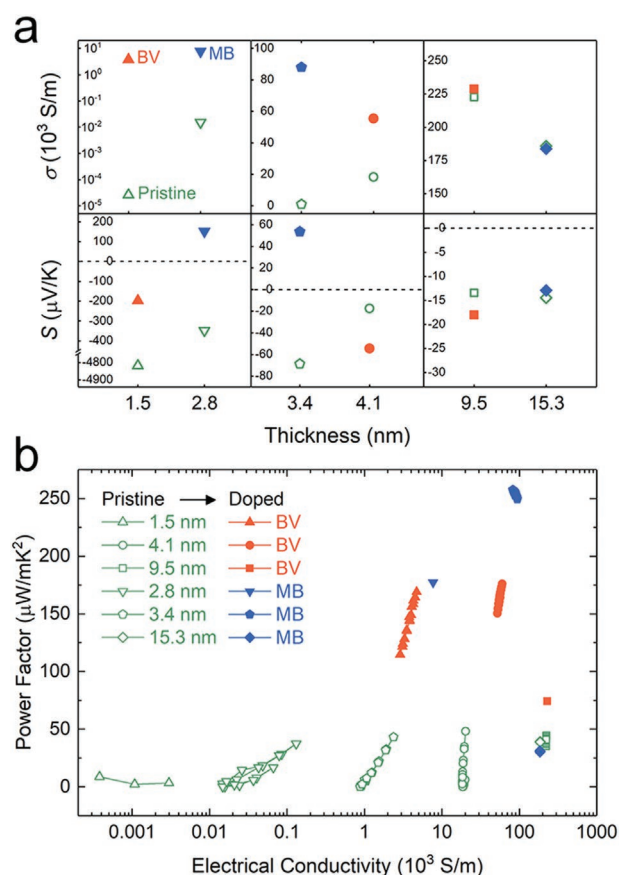 a
10¹
10⁰
10⁻¹
10⁻²
10⁻³
10⁻⁴
10⁻⁵
σ (10³ S/m)
BV
MB
Pristine
100
80
60
40
20
0
250
225
200
175
150
200
100
0
-100
-200
-300
-400
-4800
-4900
S (μV/K)
60
40
20
-0
-20
-40
-60
-80
-0
-5
-10
-15
-20
-25
-30
1.5 2.8 3.4 4.1 9.5 15.3
Thickness (nm)
b
250
200
150
100
50
0
Power Factor (μW/mK²)
Pristine Doped
1.5 nm BV
4.1 nm BV
9.5 nm BV
2.8 nm MB
3.4 nm MB
15.3 nm MB
0.001 0.01 0.1 1 10 100 1000
Electrical Conductivity (10³ S/m)